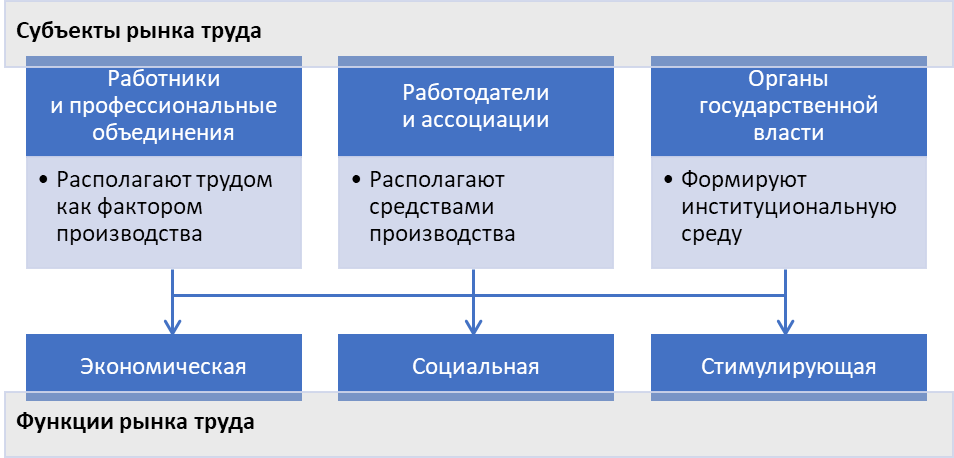 Субъекты рынка труда
Работники
и профессиональные
объединения
Работодатели
и ассоциации
Органы
государственной
власти
• Располагают трудом
как фактором
производства
• Располагают
средствами
производства
• Формируют
институциональную
среду
Экономическая
Социальная
Стимулирующая
Функции рынка труда